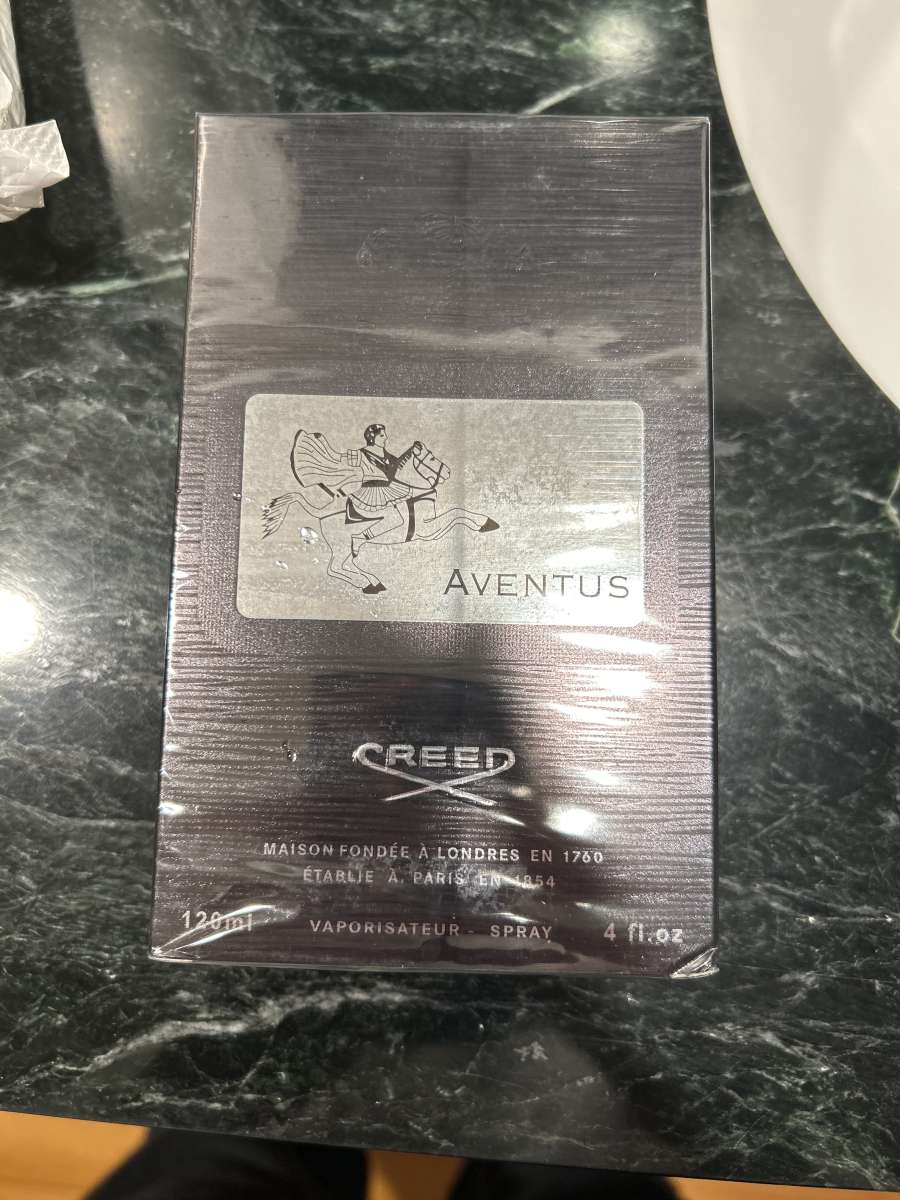 AVENTUS
CREED
MAISON FONDÉE À LONDRES EN 1760
ÉTABLIE À PARIS EN 1854
120ml VAPORISATEUR - SPRAY 4 fl.oz